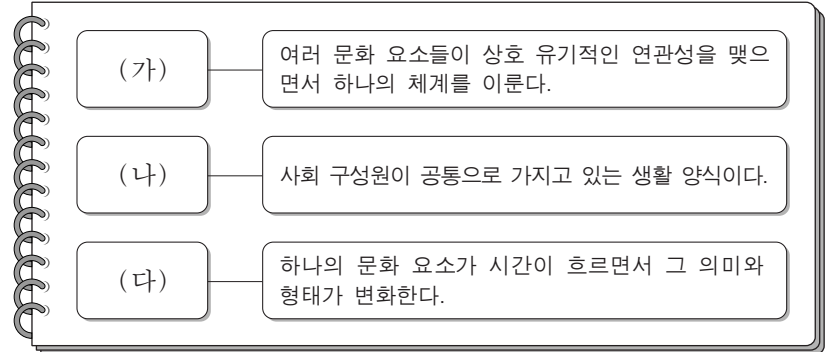 (가)
여러 문화 요소들이 상호 유기적인 연관성을 맺으
면서 하나의 체계를 이룬다.
(나)
사회 구성원이 공통으로 가지고 있는 생활 양식이다.
(다)
하나의 문화 요소가 시간이 흐르면서 그 의미와
형태가 변화한다.